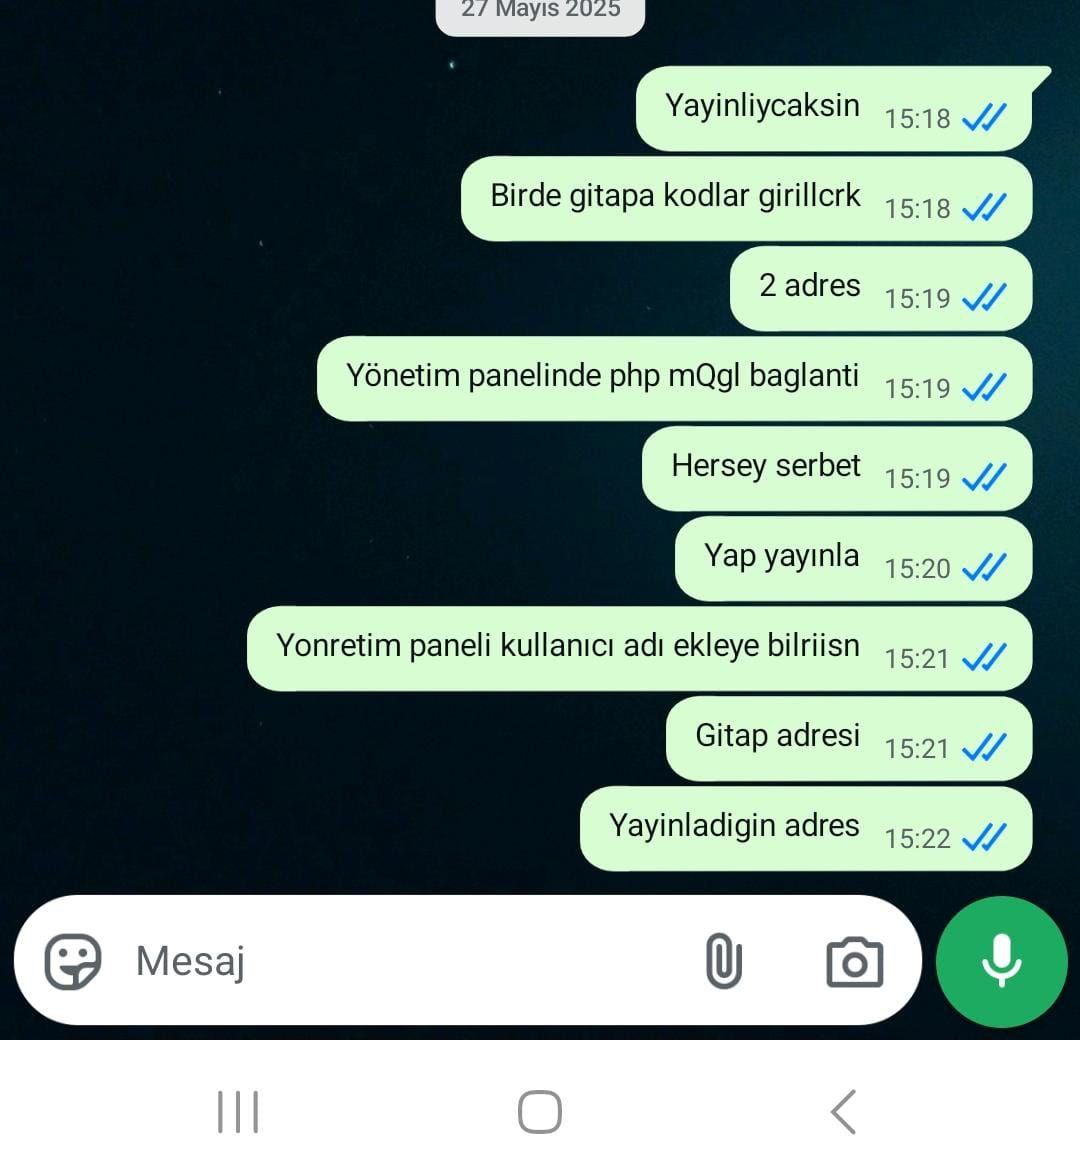 27 Mayıs 2025
Yayinliycaksin 15:18
Birde gitapa kodlar girillcrk 15:18
2 adres 15:19
Yönetim panelinde php mQgl baglanti 15:19
Hersey serbet 15:19
Yap yayınla 15:20
Yonretim paneli kullanıcı adı ekleye bilriisn 15:21
Gitap adresi 15:21
Yayinladigin adres 15:22
Mesaj